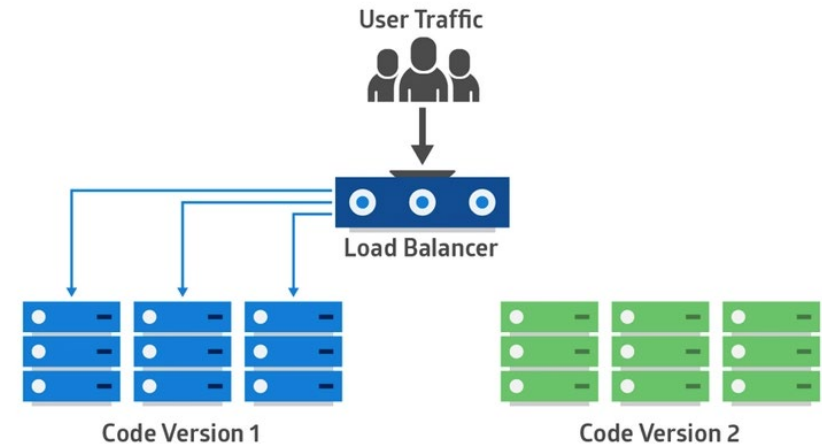 User Traffic
Load Balancer
Code Version 1
Code Version 2